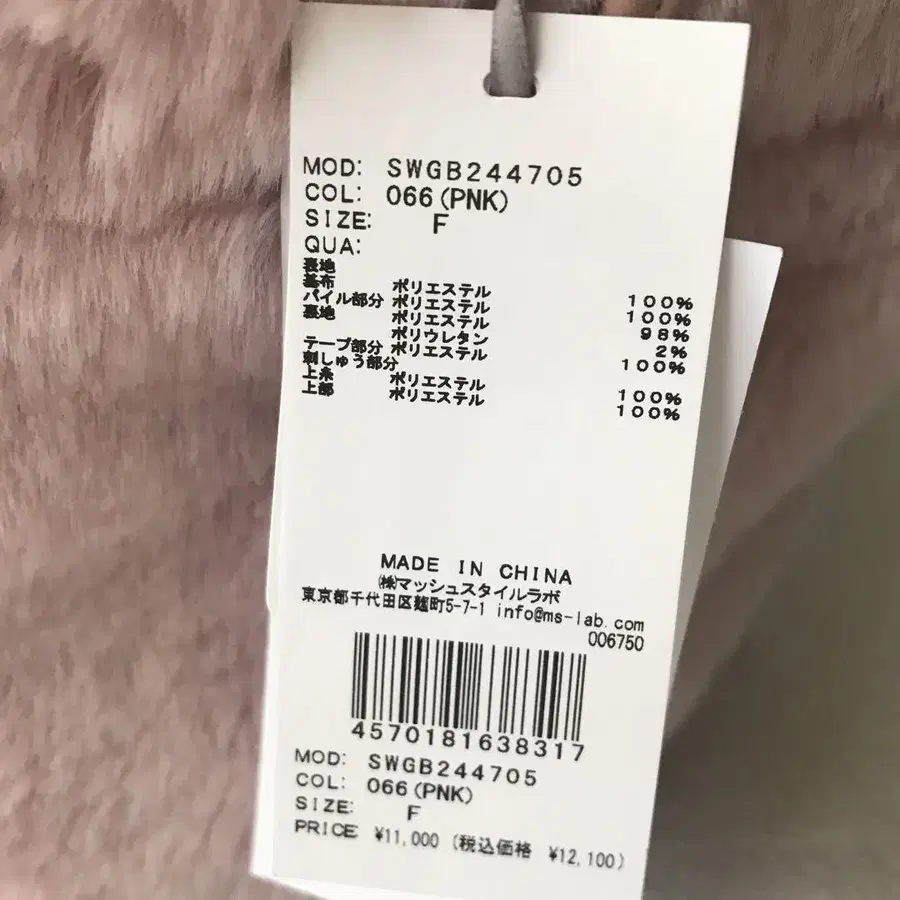 MOD: SWGB244705
COL: 066(PNK)
SIZE: F
QUA:
表地
基布 ポリエステル 100%
パイル部分 ポリエステル 100%
裏地 ポリエステル 98%
ポリウレタン 2%
テープ部分 ポリエステル 100%
刺しゅう部分
上糸 ポリエステル 100%
上部 ポリエステル 100%
MADE IN CHINA
㈱マッシュスタイルラボ
東京都千代田区麹町5-7-1 info@ms-lab.com
006750
4570181638317
MOD: SWGB244705
COL: 066(PNK)
SIZE: F
PRICE ¥11,000 (税込価格 ¥12,100)